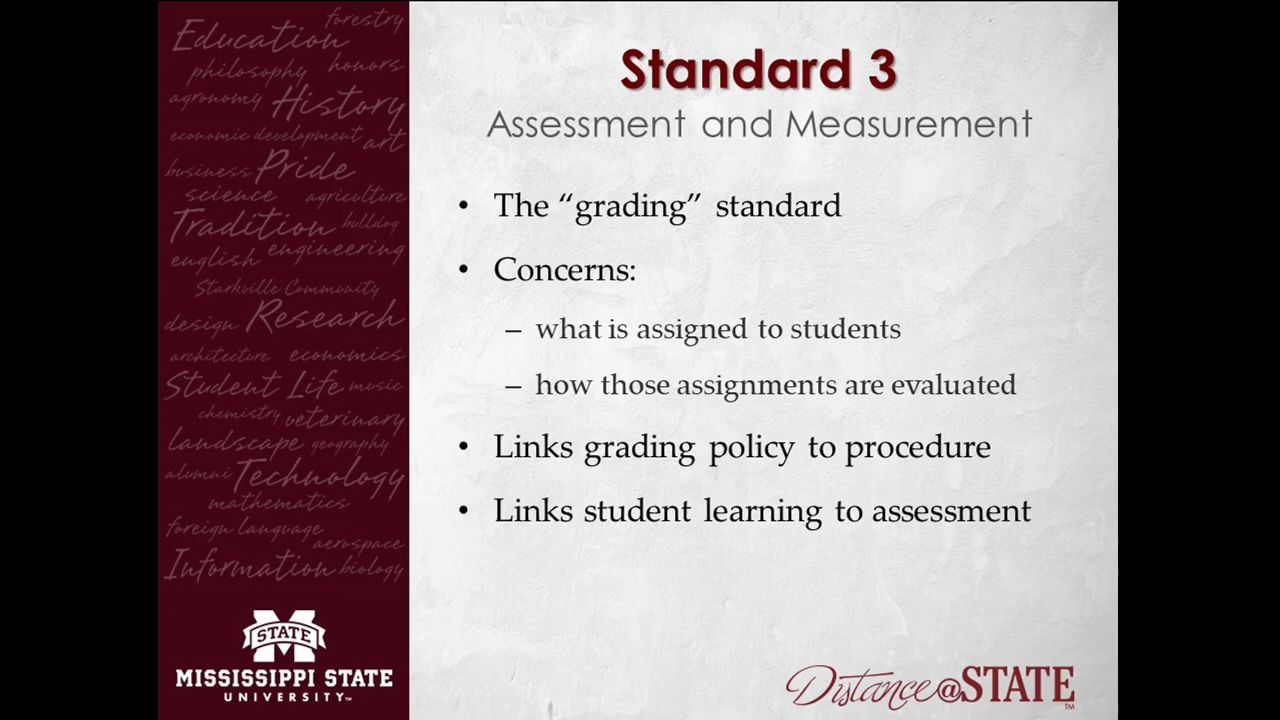 forestry
Education
philosophy honors
agronomy History
economic development art
business Pride
science agriculture
Tradition bulldog
english engineering
Starkville Community
design Research
architecture economics
Student Life music
chemistry veterinary
landscape geography
alumni Technology
mathematics
foreign language
aerospace
Information biology
STATE
MISSISSIPPI STATE
UNIVERSITY™
Standard 3
Assessment and Measurement
• The “grading” standard
• Concerns:
– what is assigned to students
– how those assignments are evaluated
• Links grading policy to procedure
• Links student learning to assessment
Distance@STATE™